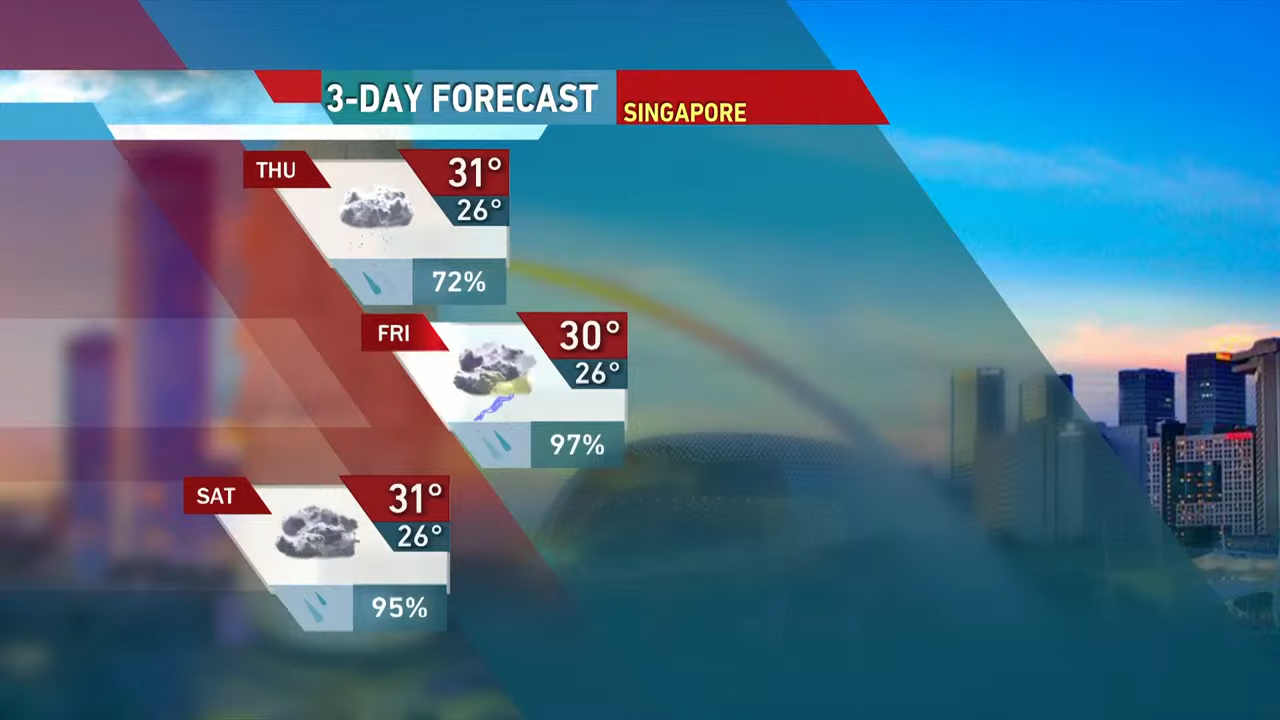 3-DAY FORECAST
SINGAPORE
THU
31°
26°
72%
FRI
30°
26°
97%
SAT
31°
26°
95%